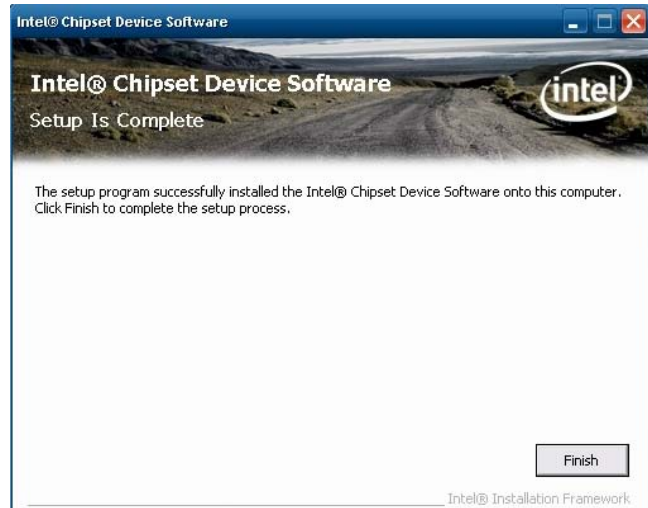 Intel® Chipset Device Software
Intel® Chipset Device Software
intel
Setup Is Complete
The setup program successfully installed the Intel® Chipset Device Software onto this computer.
Click Finish to complete the setup process.
Finish
Intel® Installation Framework